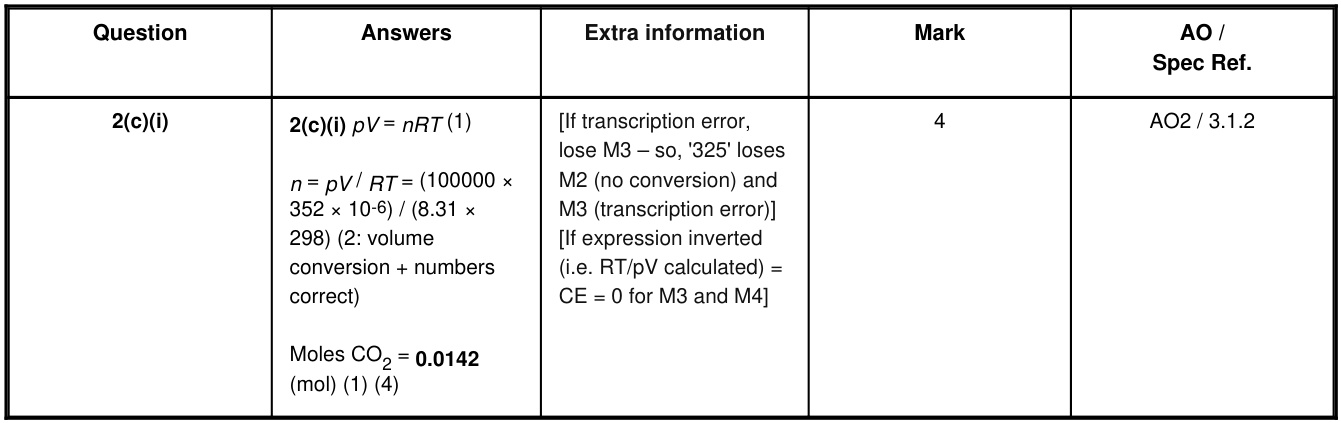 Question Answers Extra information Mark AO /
Spec Ref.
2(c)(i)
2(c)(i) pV = nRT (1)
n = pV / RT = (100000 ×
352 × 10-6) / (8.31 ×
298) (2: volume
conversion + numbers
correct)
Moles CO2 = 0.0142
(mol) (1) (4)
[If transcription error,
lose M3 – so, '325' loses
M2 (no conversion) and
M3 (transcription error)]
[If expression inverted
(i.e. RT/pV calculated) =
CE = 0 for M3 and M4]
4
AO2 / 3.1.2